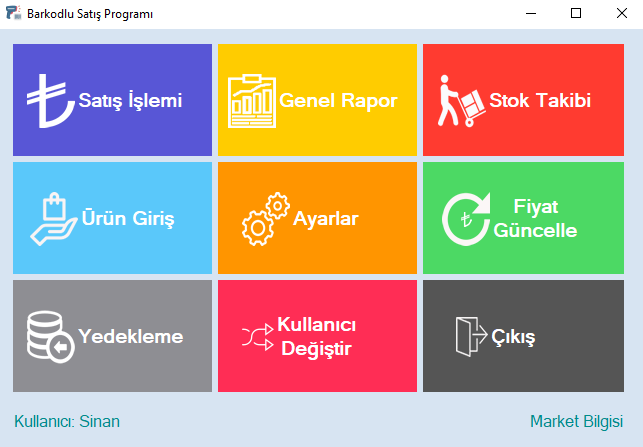 Barkodlu Satış Programı
Satış İşlemi
Genel Rapor
Stok Takibi
Ürün Giriş
Ayarlar
Fiyat
Güncelle
Yedekleme
Kullanıcı
Değiştir
Çıkış
Kullanıcı: Sinan
Market Bilgisi